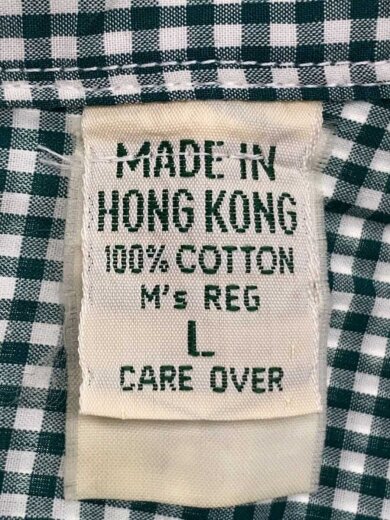 MADE IN
HONG KONG
100% COTTON
M's REG
L
CARE OVER